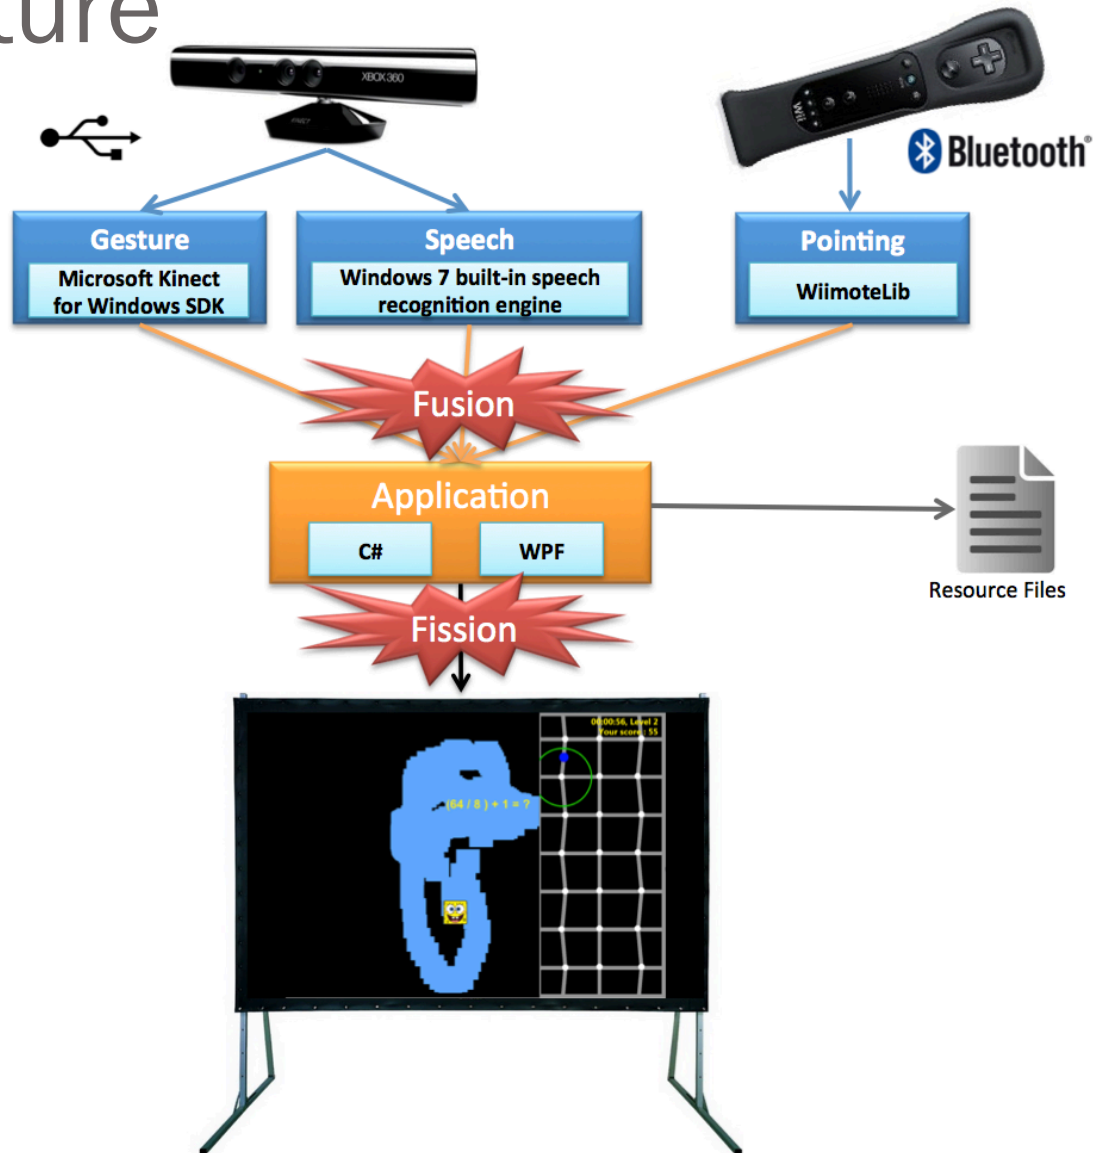 ture
XBOX 360
KINECT
Wii
Bluetooth®
Gesture
Microsoft Kinect
for Windows SDK
Speech
Windows 7 built-in speech
recognition engine
Pointing
WiimoteLib
Fusion
Application
C#
WPF
Resource Files
Fission
00:00:56, Level 2
Your score : 55
(64 / 8 ) + 1 = ?